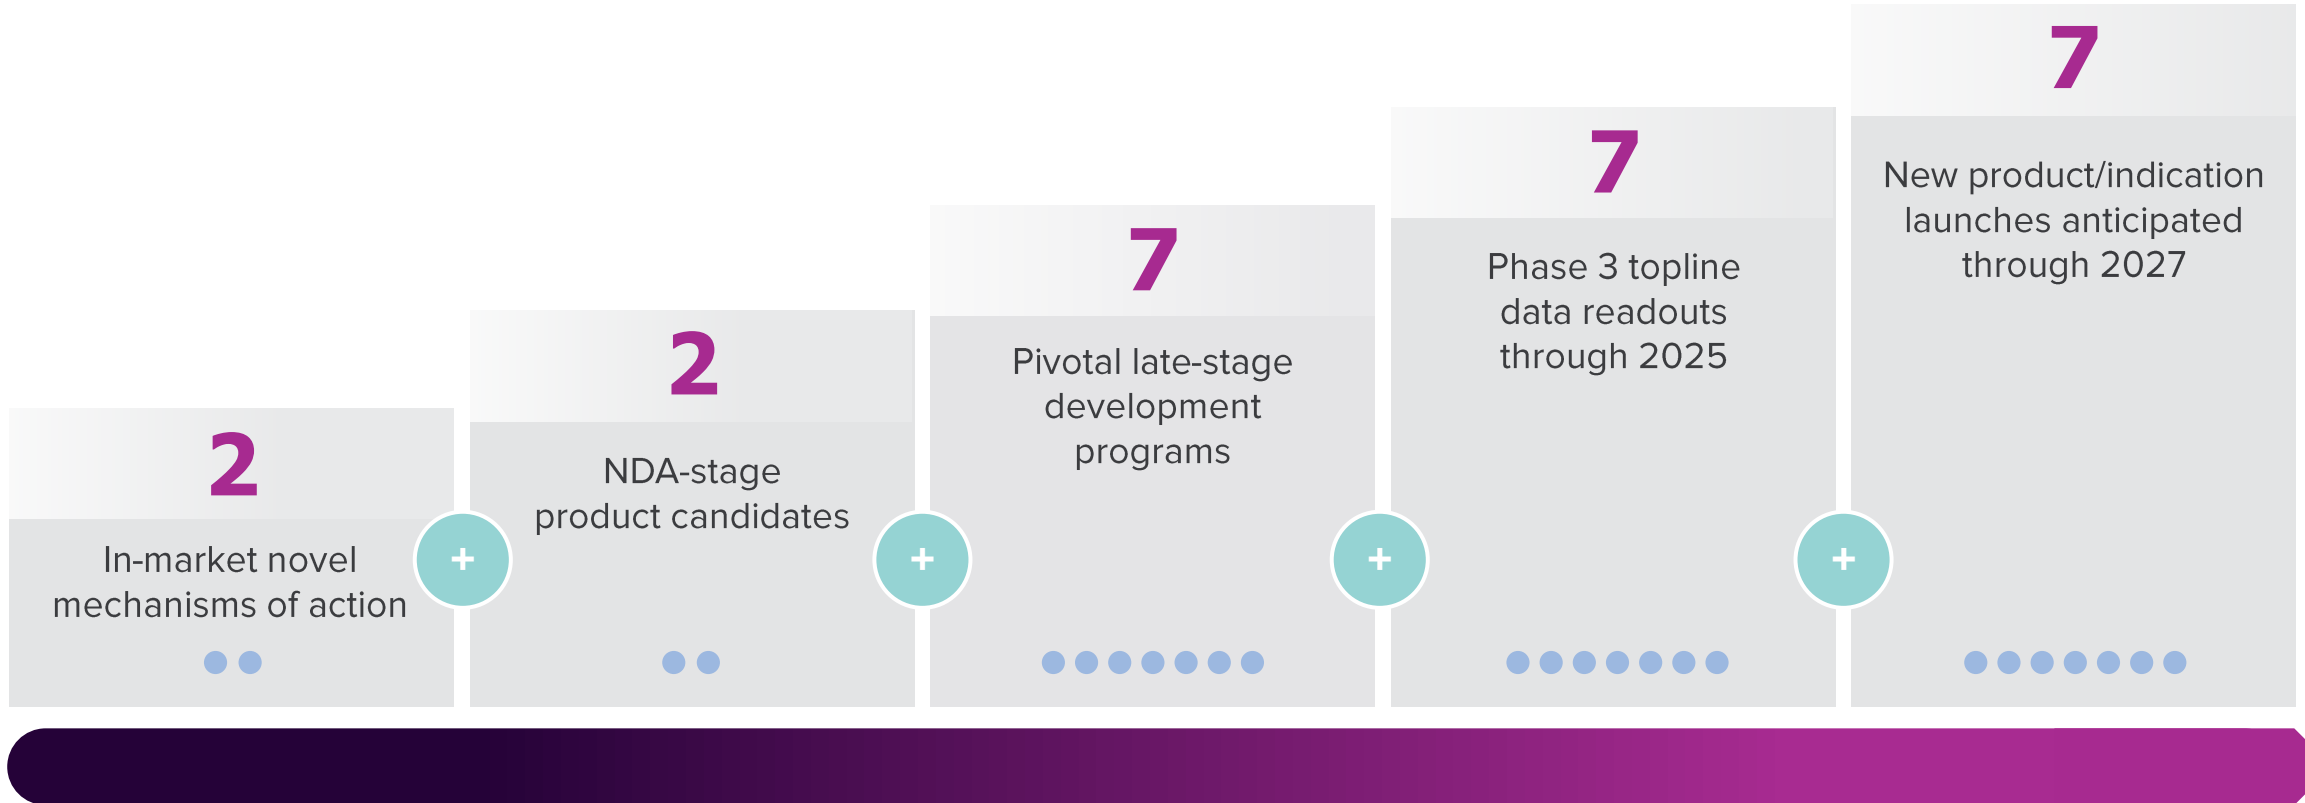 2
In-market novel
mechanisms of action
+
2
NDA-stage
product candidates
+
7
Pivotal late-stage
development
programs
+
7
Phase 3 topline
data readouts
through 2025
+
7
New product/indication
launches anticipated
through 2027